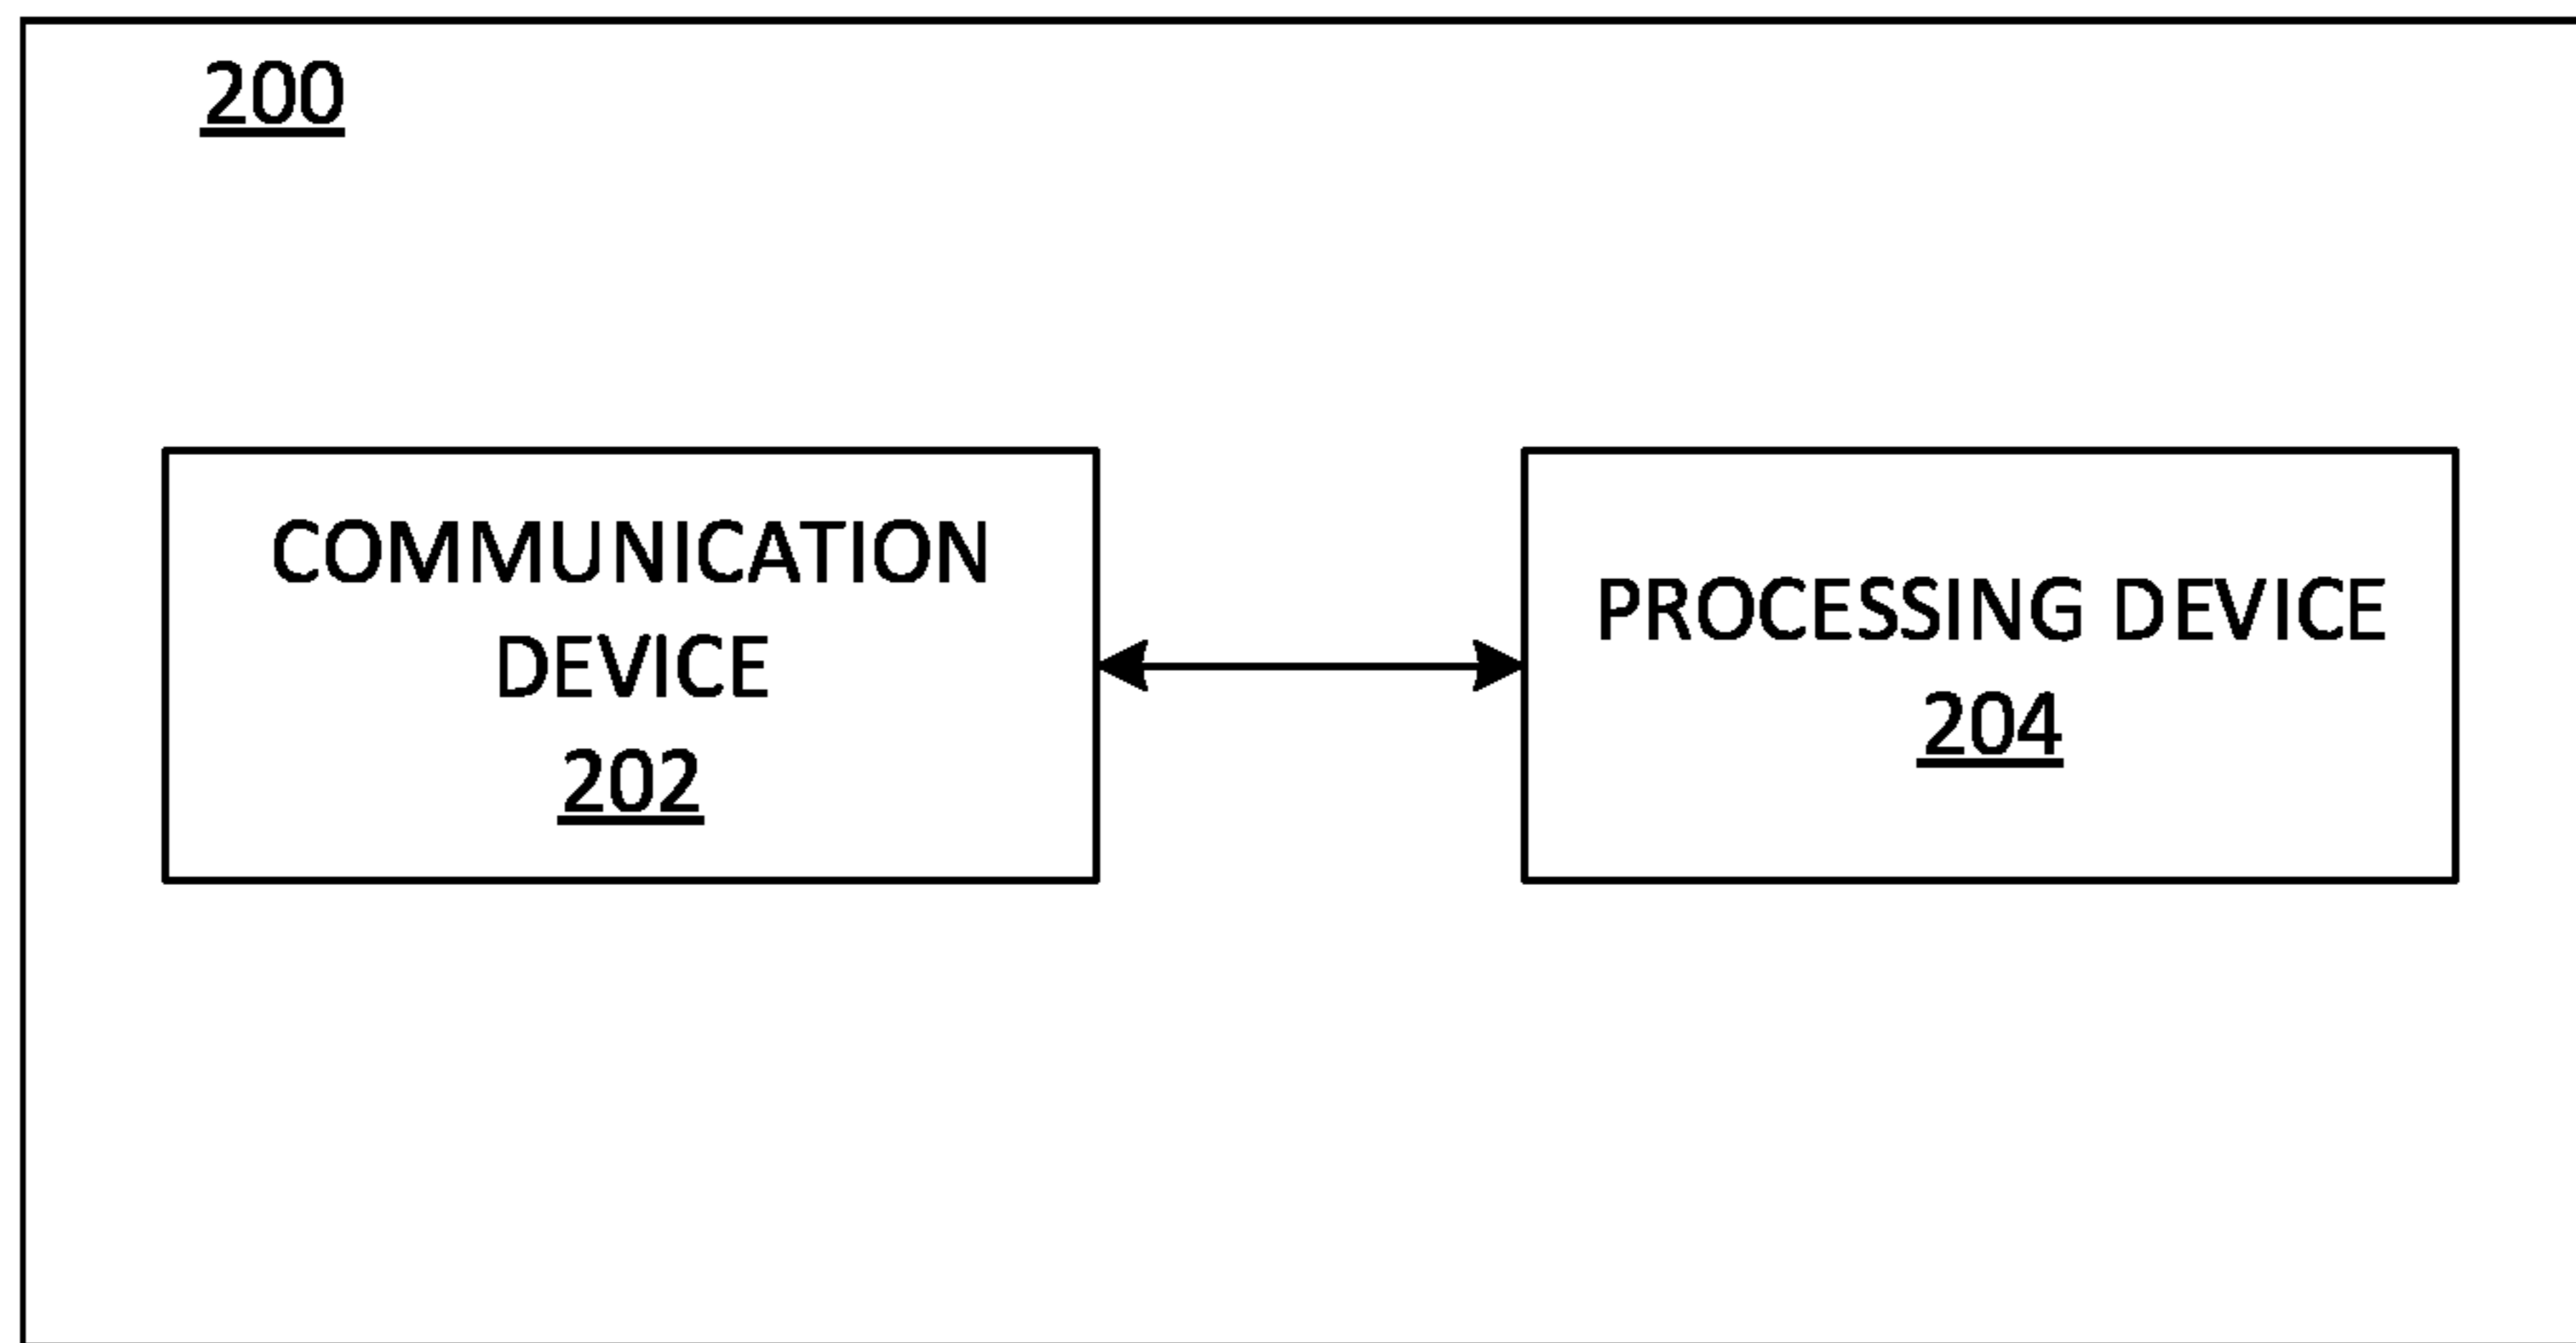 200
COMMUNICATION
DEVICE
202
PROCESSING DEVICE
204